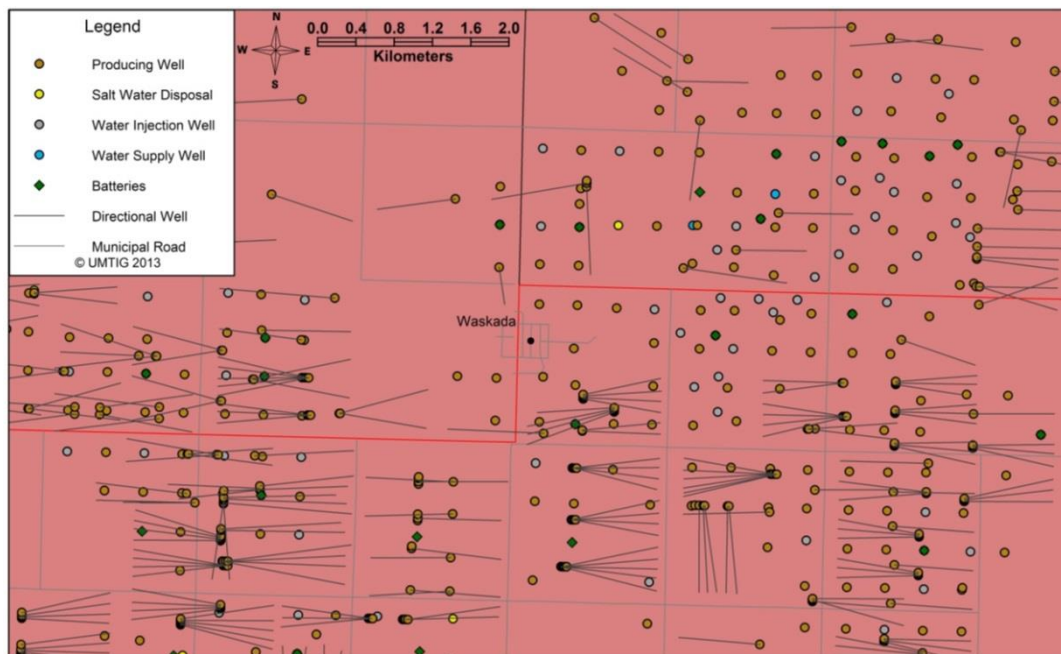 Legend
Producing Well
Salt Water Disposal
Water Injection Well
Water Supply Well
Batteries
Directional Well
Municipal Road
© UMTIG 2013
N
W E
S
0.0 0.4 0.8 1.2 1.6 2.0
Kilometers
Waskada